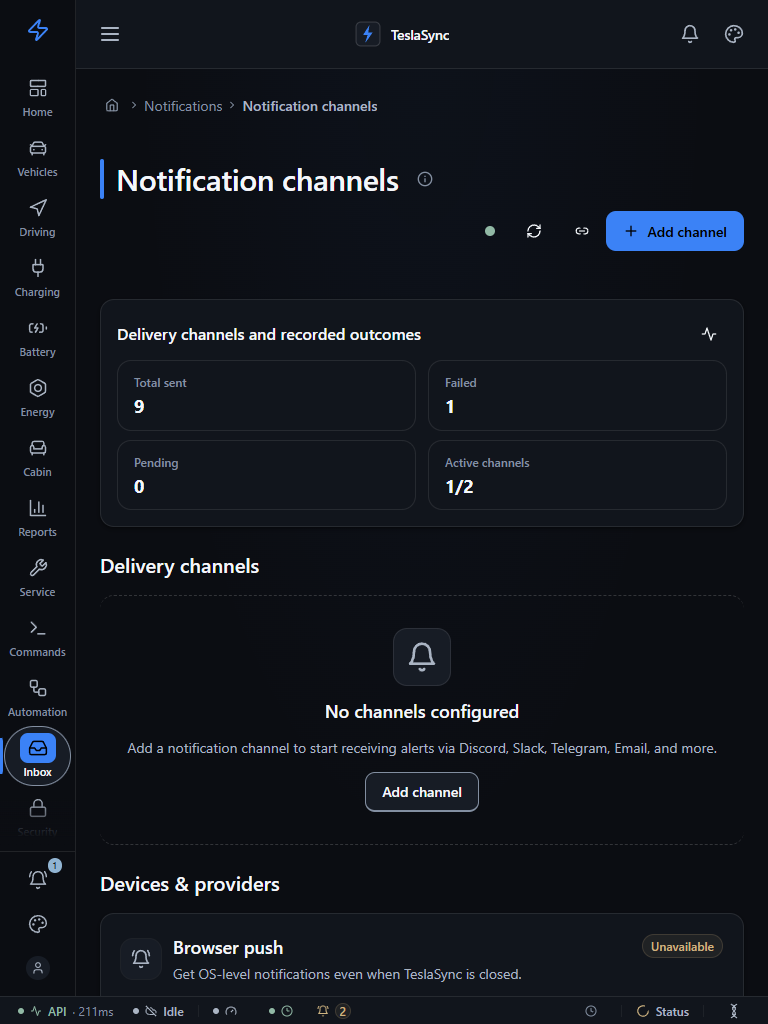 TeslaSync
Home
Vehicles
Driving
Charging
Battery
Energy
Cabin
Reports
Service
Commands
Automation
Inbox
Security
1
Notifications > Notification channels
Notification channels
+ Add channel
Delivery channels and recorded outcomes
Total sent
9
Failed
1
Pending
0
Active channels
1/2
Delivery channels
No channels configured
Add a notification channel to start receiving alerts via Discord, Slack, Telegram, Email, and more.
Add channel
Devices & providers
Browser push
Unavailable
Get OS-level notifications even when TeslaSync is closed.
API · 211ms
Idle
2
Status